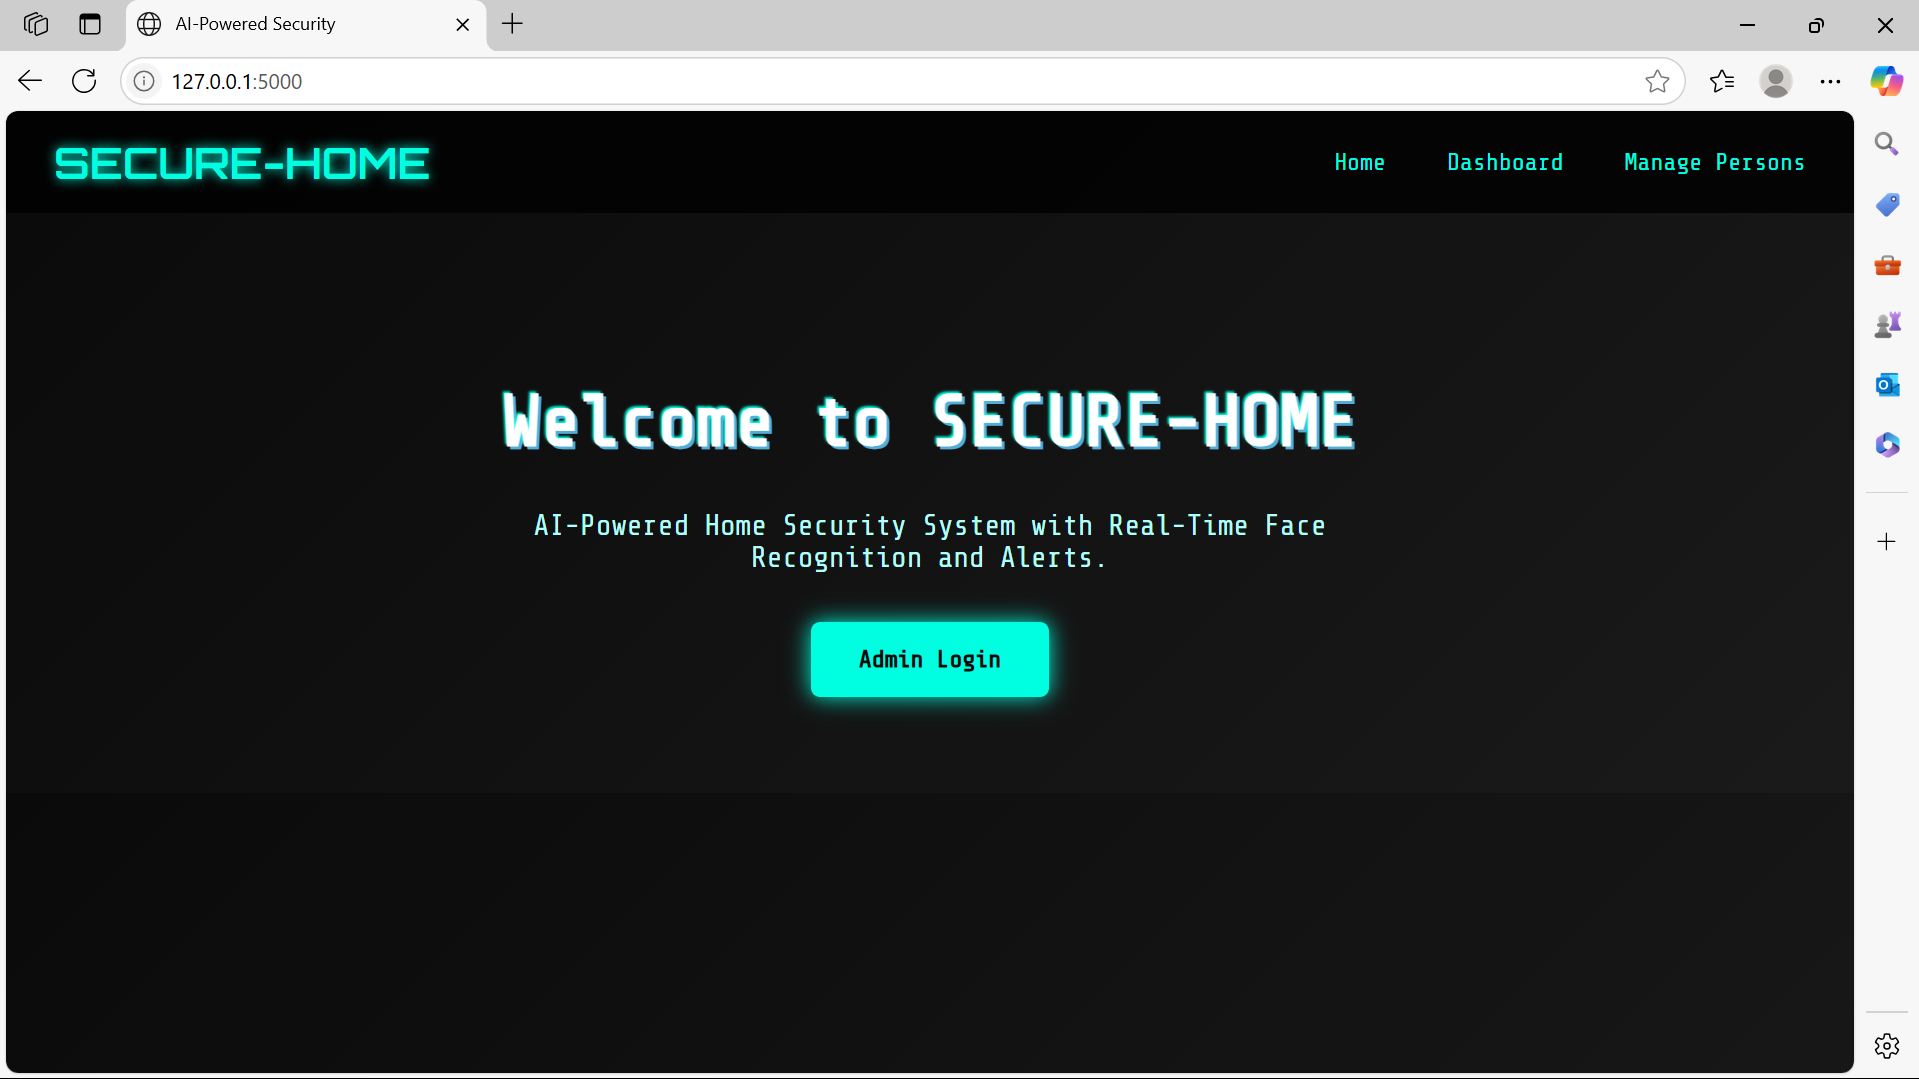 AI-Powered Security
127.0.0.1:5000
SECURE-HOME
Home Dashboard Manage Persons
Welcome to SECURE-HOME
AI-Powered Home Security System with Real-Time Face
Recognition and Alerts.
Admin Login